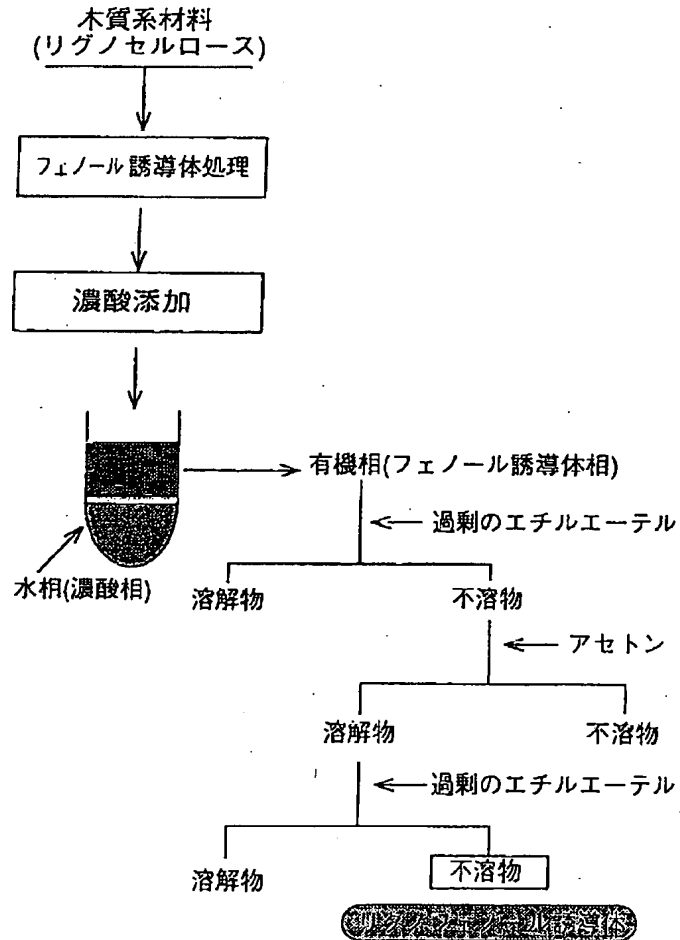 木質系材料
(リグノセルロース)
フェノール誘導体処理
濃酸添加
有機相(フェノール誘導体相)
過剰のエチルエーテル
水相(濃酸相)
溶解物
不溶物
アセトン
溶解物
不溶物
過剰のエチルエーテル
溶解物
不溶物